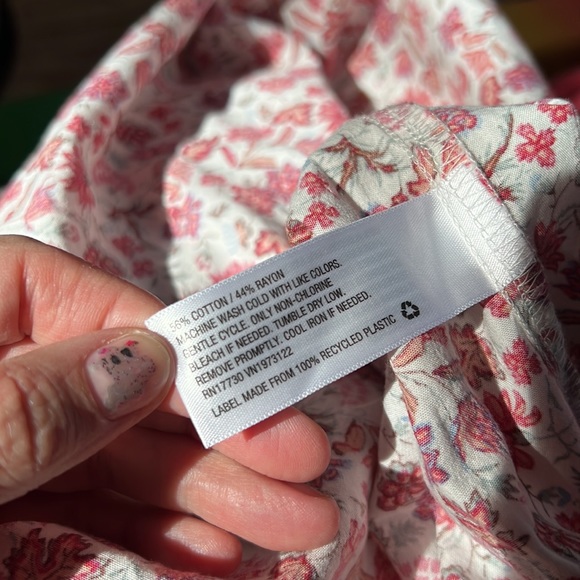 56% COTTON / 44% RAYON
MACHINE WASH COLD WITH LIKE COLORS.
GENTLE CYCLE. ONLY NON-CHLORINE
BLEACH IF NEEDED. TUMBLE DRY LOW.
REMOVE PROMPTLY. COOL IRON IF NEEDED.
RN17730 VN1973122
LABEL MADE FROM 100% RECYCLED PLASTIC